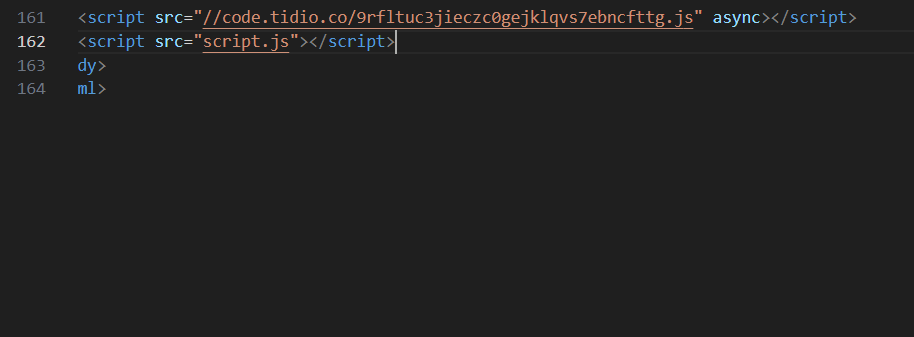 161 <script src="//code.tidio.co/9rfltuc3jieczc0gejklqvs7ebncfttg.js" async></script>
162 <script src="script.js"></script>
163 dy>
164 ml>